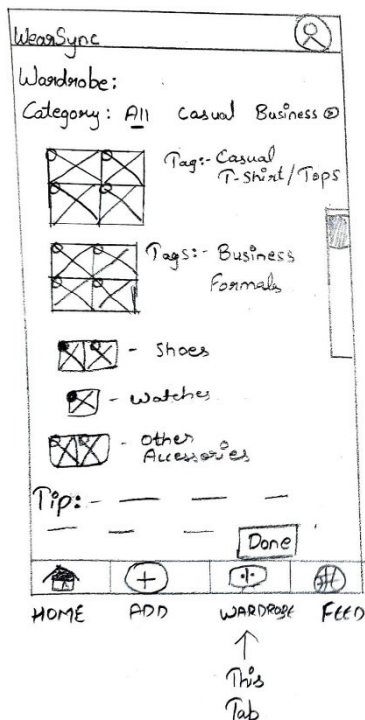 WearSync
Wardrobe:
Category: All Casual Business
Tag:- Casual
T-Shirt/Tops
Tags:- Business
Formals
- Shoes
- Watches
- Other
Accessories
Tip:-
Done
HOME ADD WARDROBE FEED
This
Tab